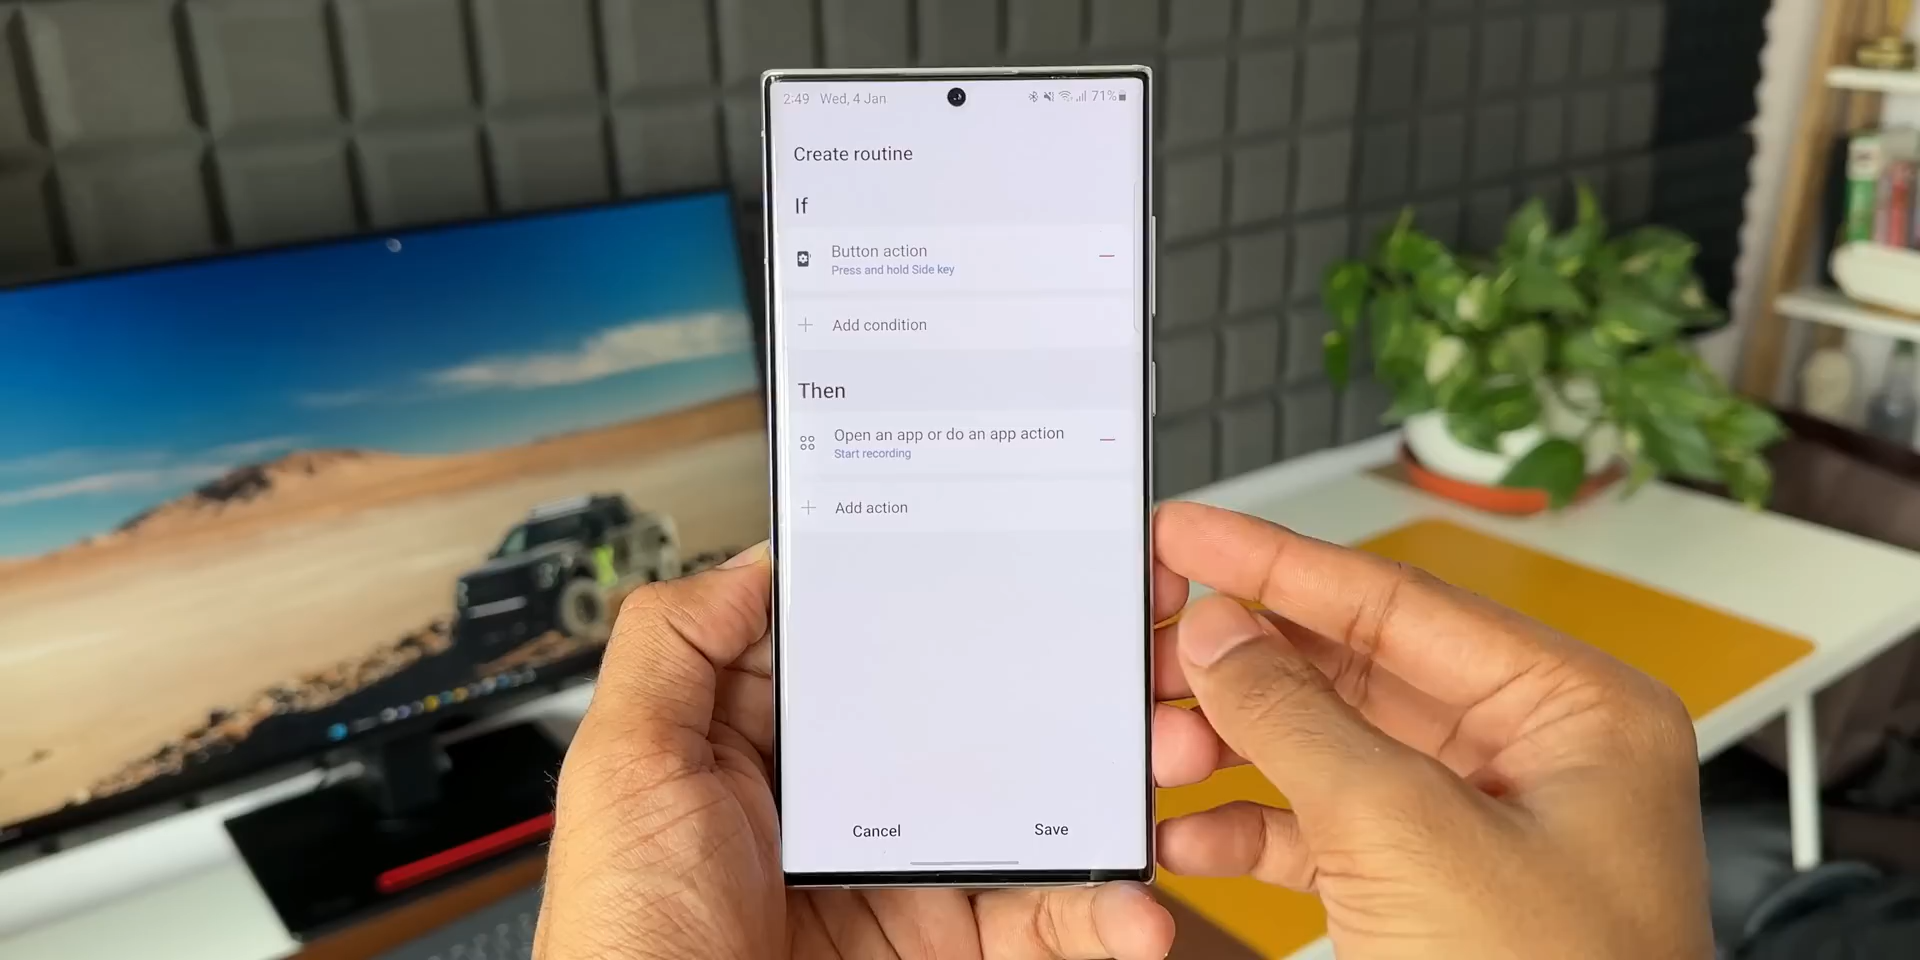 2:49 Wed, 4 Jan 71%
Create routine
If
Button action
Press and hold Side key
Add condition
Then
Open an app or do an app action
Start recording
Add action
Cancel Save